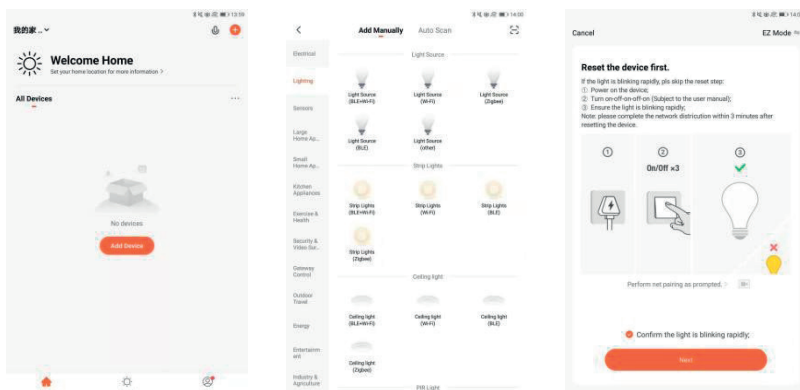 13:59
我的家 ...
Welcome Home
Set your home location for more information >
All Devices
...
No devices
Add Device
14:00
Add Manually
Auto Scan
Electrical
Lighting
Sensors
Large
Home Ap...
Small
Home Ap...
Kitchen
Appliances
Exercise &
Health
Security &
Video Sur...
Gateway
Control
Outdoor
Travel
Energy
Entertainm
ent
Industry &
Agriculture
Light Source
Light Source
(BLE+Wi-Fi)
Light Source
(Wi-Fi)
Light Source
(Zigbee)
Light Source
(BLE)
Light Source
(other)
Strip Lights
Strip Lights
(BLE+Wi-Fi)
Strip Lights
(Wi-Fi)
Strip Lights
(BLE)
Strip Lights
(Zigbee)
Ceiling light
Ceiling light
(BLE+Wi-Fi)
Ceiling light
(Wi-Fi)
Ceiling light
(BLE)
Ceiling light
(Zigbee)
PIR Light
Cancel
EZ Mode
Reset the device first.
If the light is blinking rapidly, pls skip the reset step:
① Power on the device;
② Turn on-off-on-off-on (Subject to the user manual);
③ Ensure the light is blinking rapidly;
Note: please complete the network districution within 3 minutes after
resetting the device.
①
②
③
On/Off ×3
Perform net pairing as prompted. >
Confirm the light is blinking rapidly;
Next